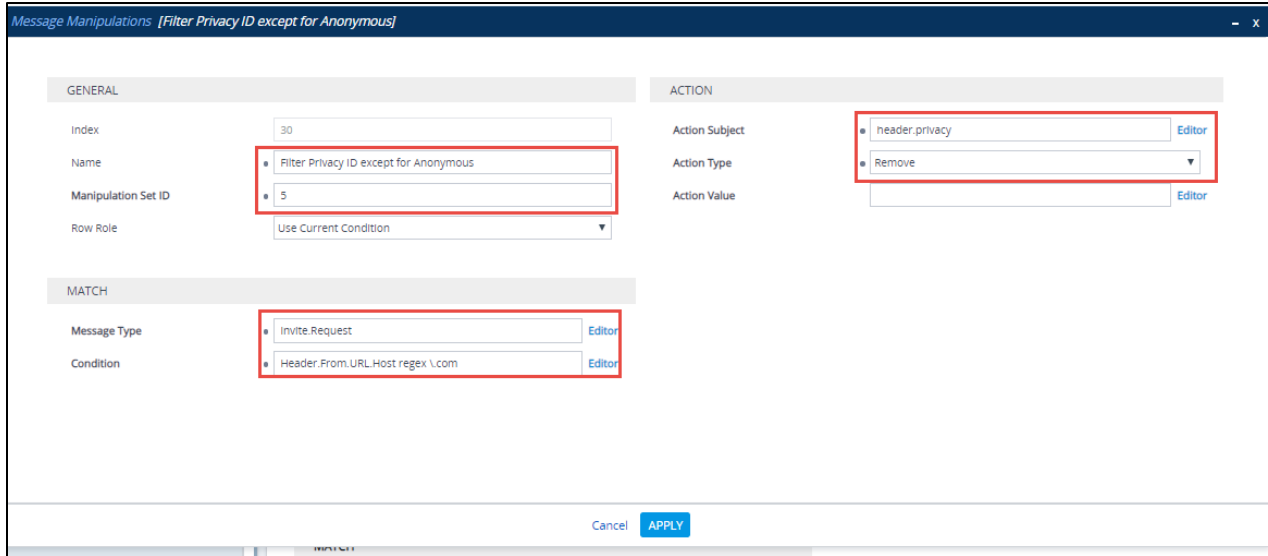 Message Manipulations [Filter Privacy ID except for Anonymous]
– x
GENERAL
Index
30
Name
Filter Privacy ID except for Anonymous
Manipulation Set ID
5
Row Role
Use Current Condition
MATCH
Message Type
Invite.Request
Editor
Condition
Header.From.URL.Host regex \.com
Editor
ACTION
Action Subject
header.privacy
Editor
Action Type
Remove
Action Value
Editor
Cancel
APPLY
MATCH